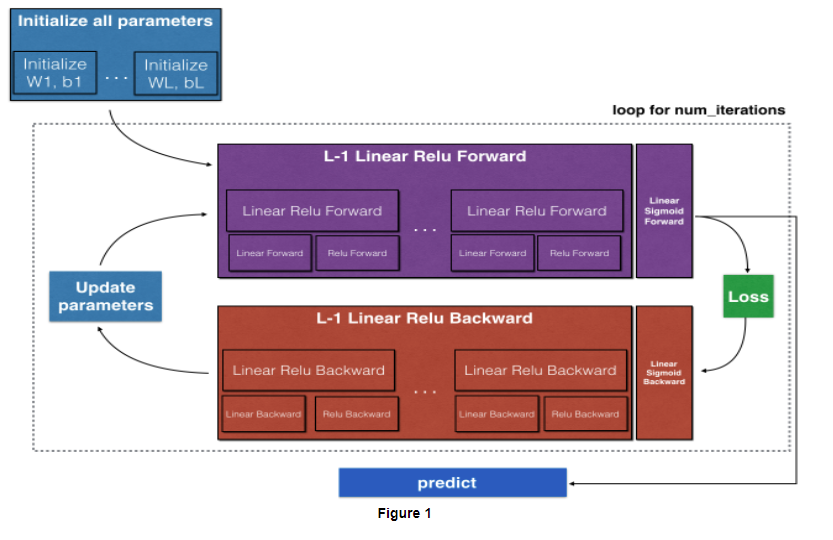 Initialize all parameters
Initialize
W1, b1
. . .
Initialize
WL, bL
loop for num_iterations
L-1 Linear Relu Forward
Linear Relu Forward
. . .
Linear Relu Forward
Linear Forward
Relu Forward
Linear Forward
Relu Forward
Linear
Sigmoid
Forward
Update
parameters
Loss
L-1 Linear Relu Backward
Linear Relu Backward
. . .
Linear Relu Backward
Linear Backward
Relu Backward
Linear Backward
Relu Backward
Linear
Sigmoid
Backward
predict
Figure 1